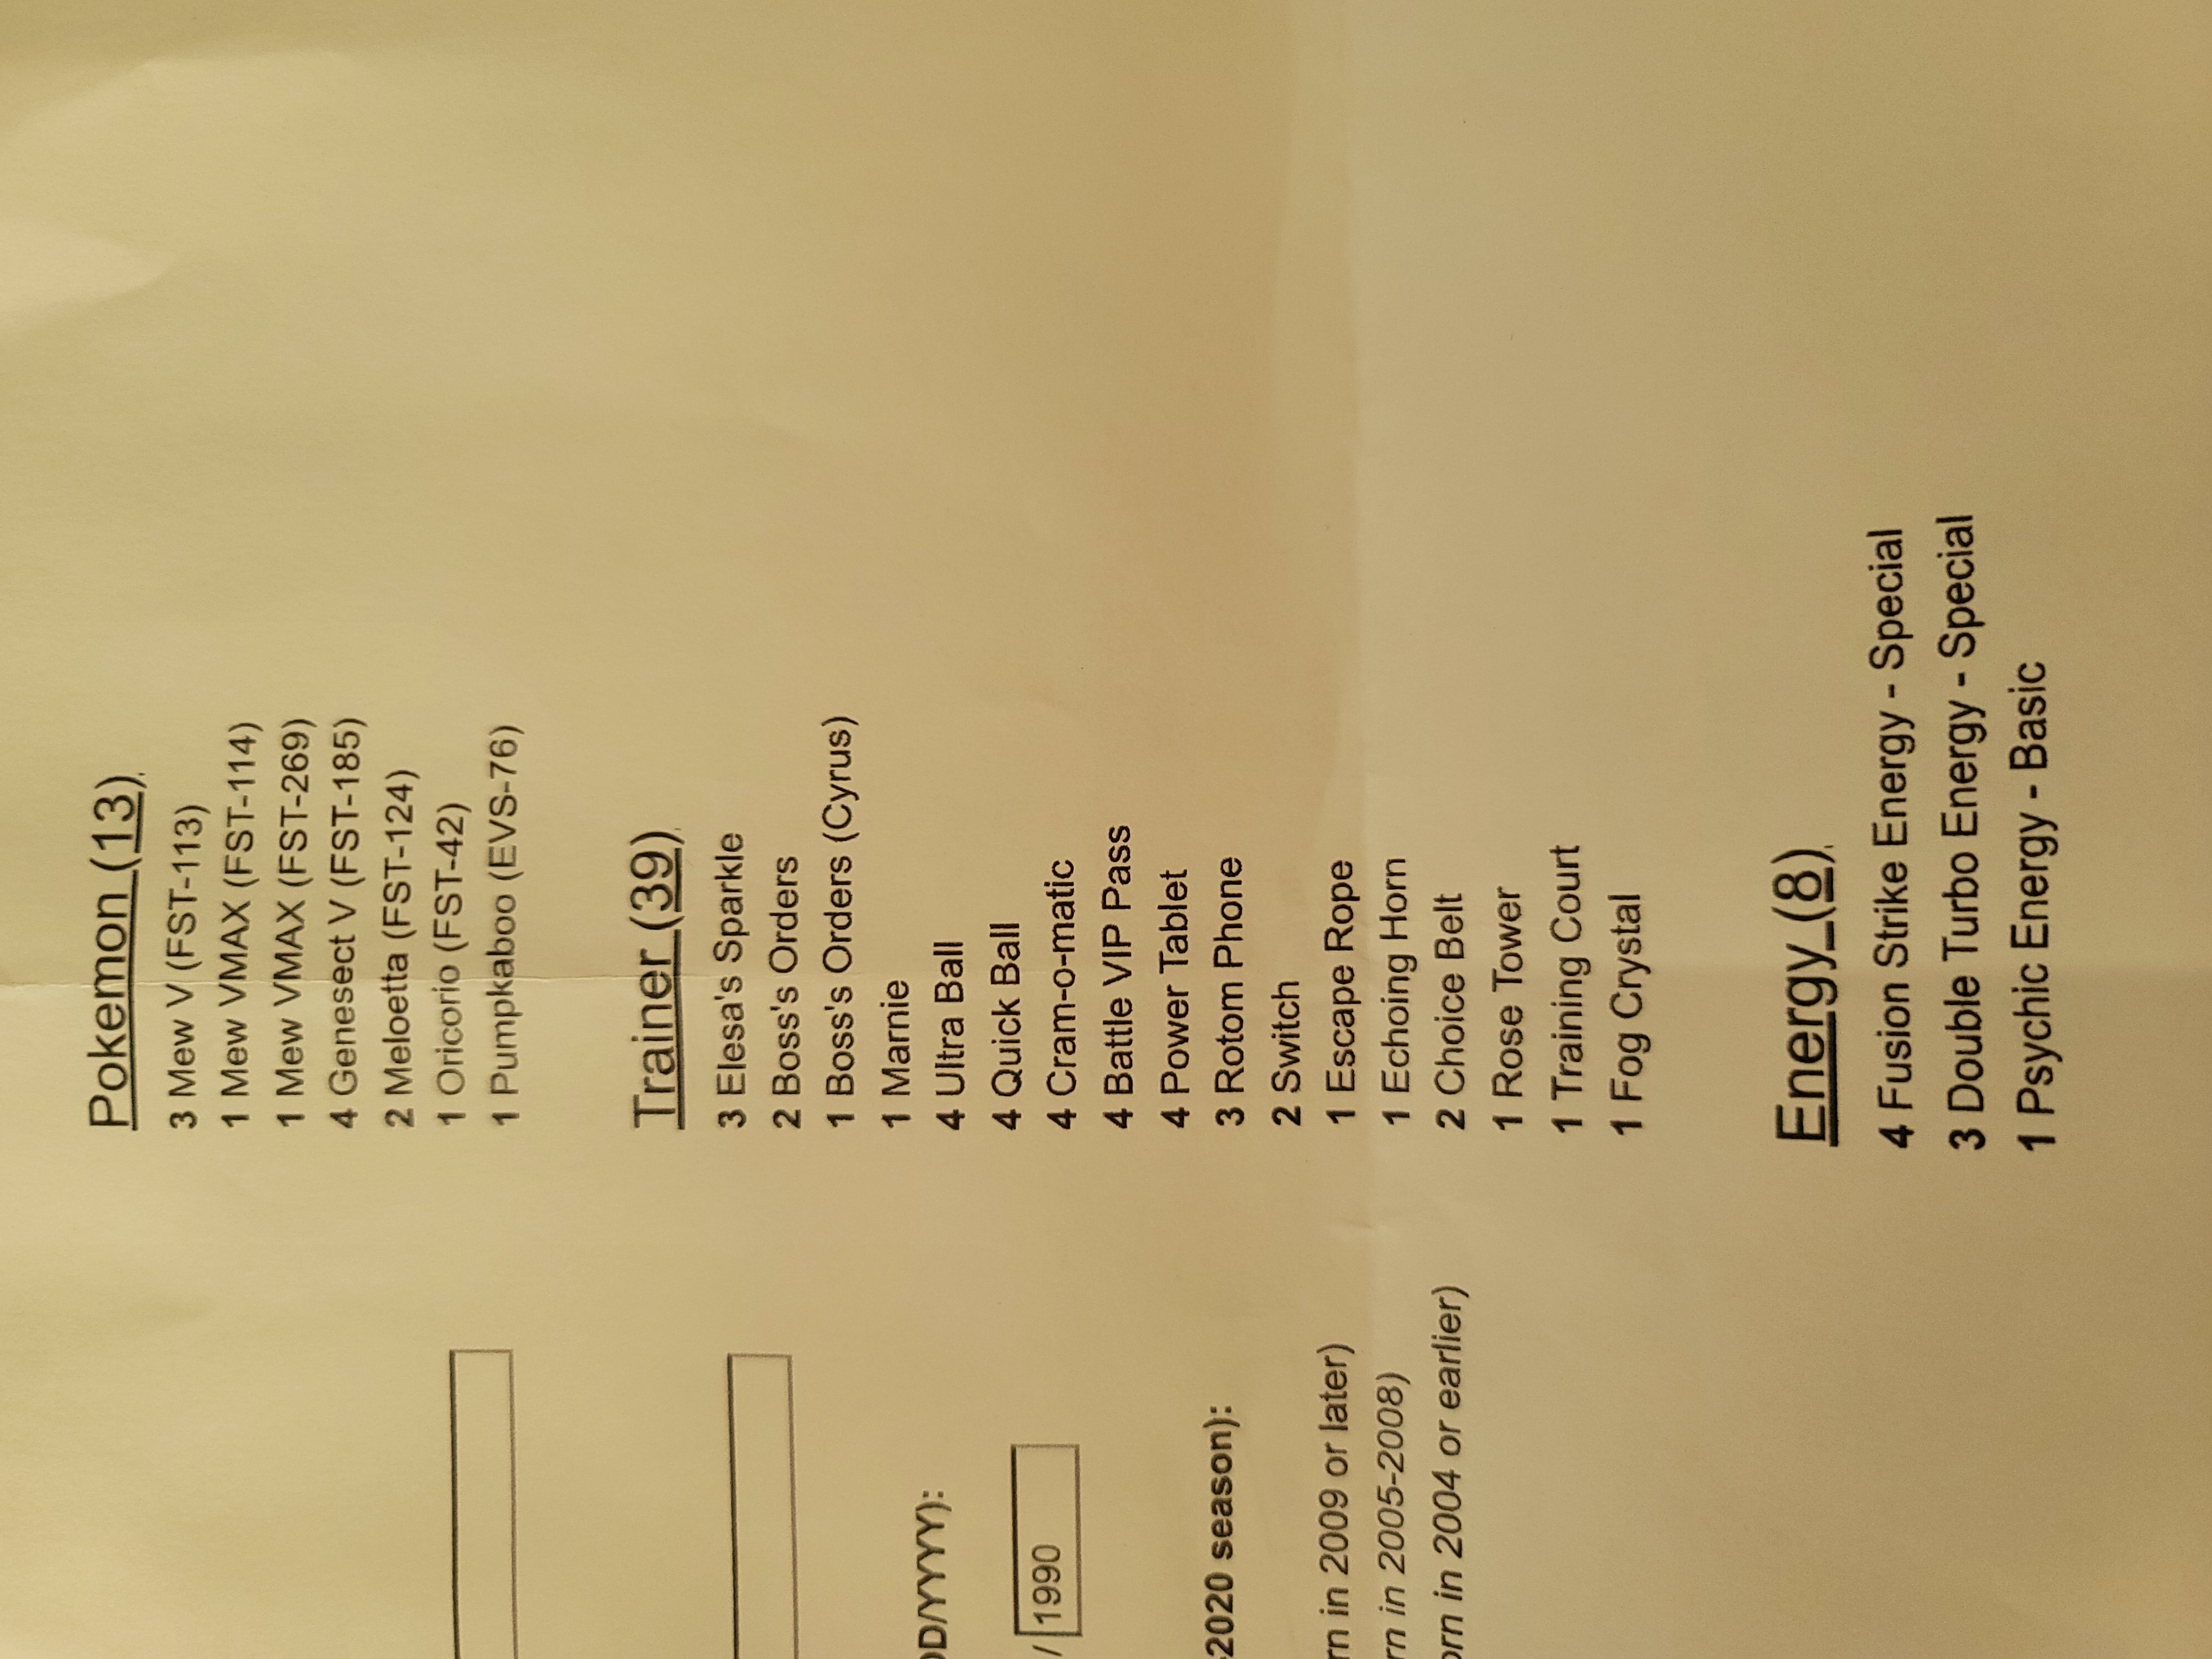 Pokemon (13)
3 Mew V (FST-113)
1 Mew VMAX (FST-114)
1 Mew VMAX (FST-269)
4 Genesect V (FST-185)
2 Meloetta (FST-124)
1 Oricorio (FST-42)
1 Pumpkaboo (EVS-76)
Trainer (39)
3 Elesa's Sparkle
2 Boss's Orders
1 Boss's Orders (Cyrus)
1 Marnie
4 Ultra Ball
4 Quick Ball
4 Cram-o-matic
4 Battle VIP Pass
4 Power Tablet
3 Rotom Phone
2 Switch
1 Escape Rope
1 Echoing Horn
2 Choice Belt
1 Rose Tower
1 Training Court
1 Fog Crystal
Energy (8)
4 Fusion Strike Energy - Special
3 Double Turbo Energy - Special
1 Psychic Energy - Basic
DD/YYYY):
/ 1990
-2020 season):
rn in 2009 or later)
rn in 2005-2008)
orn in 2004 or earlier)